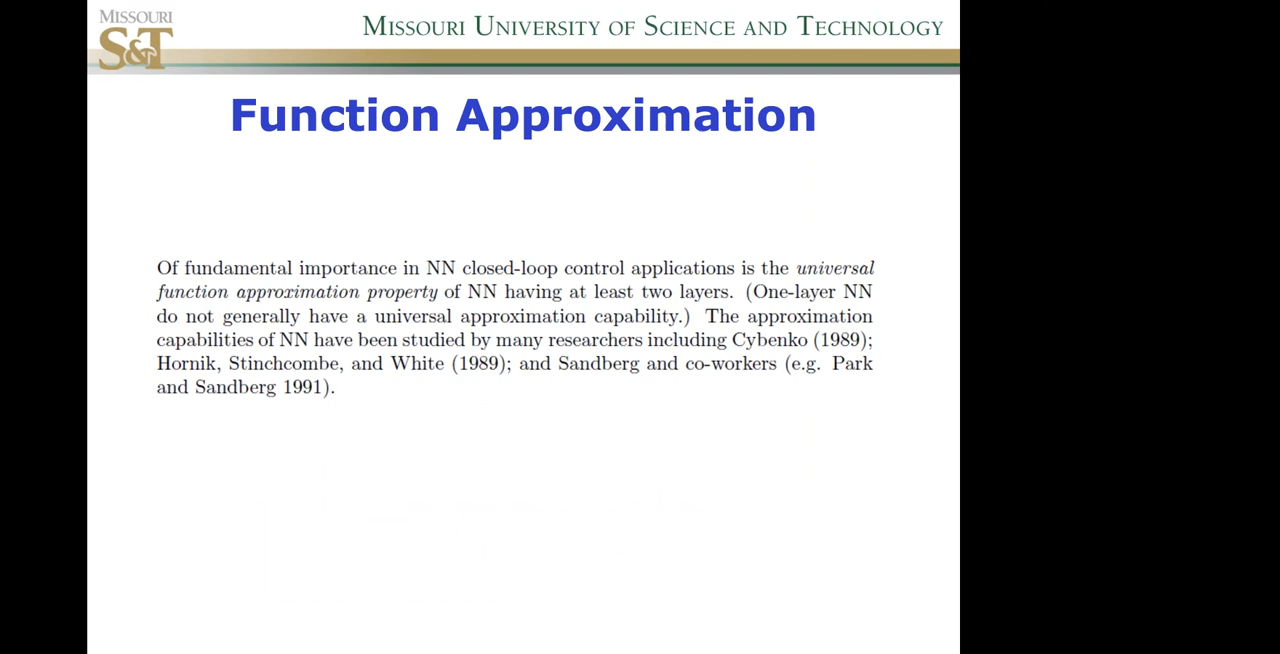 MISSOURI
S&T
MISSOURI UNIVERSITY OF SCIENCE AND TECHNOLOGY
Function Approximation
Of fundamental importance in NN closed-loop control applications is the universal
function approximation property of NN having at least two layers. (One-layer NN
do not generally have a universal approximation capability.) The approximation
capabilities of NN have been studied by many researchers including Cybenko (1989);
Hornik, Stinchcombe, and White (1989); and Sandberg and co-workers (e.g. Park
and Sandberg 1991).